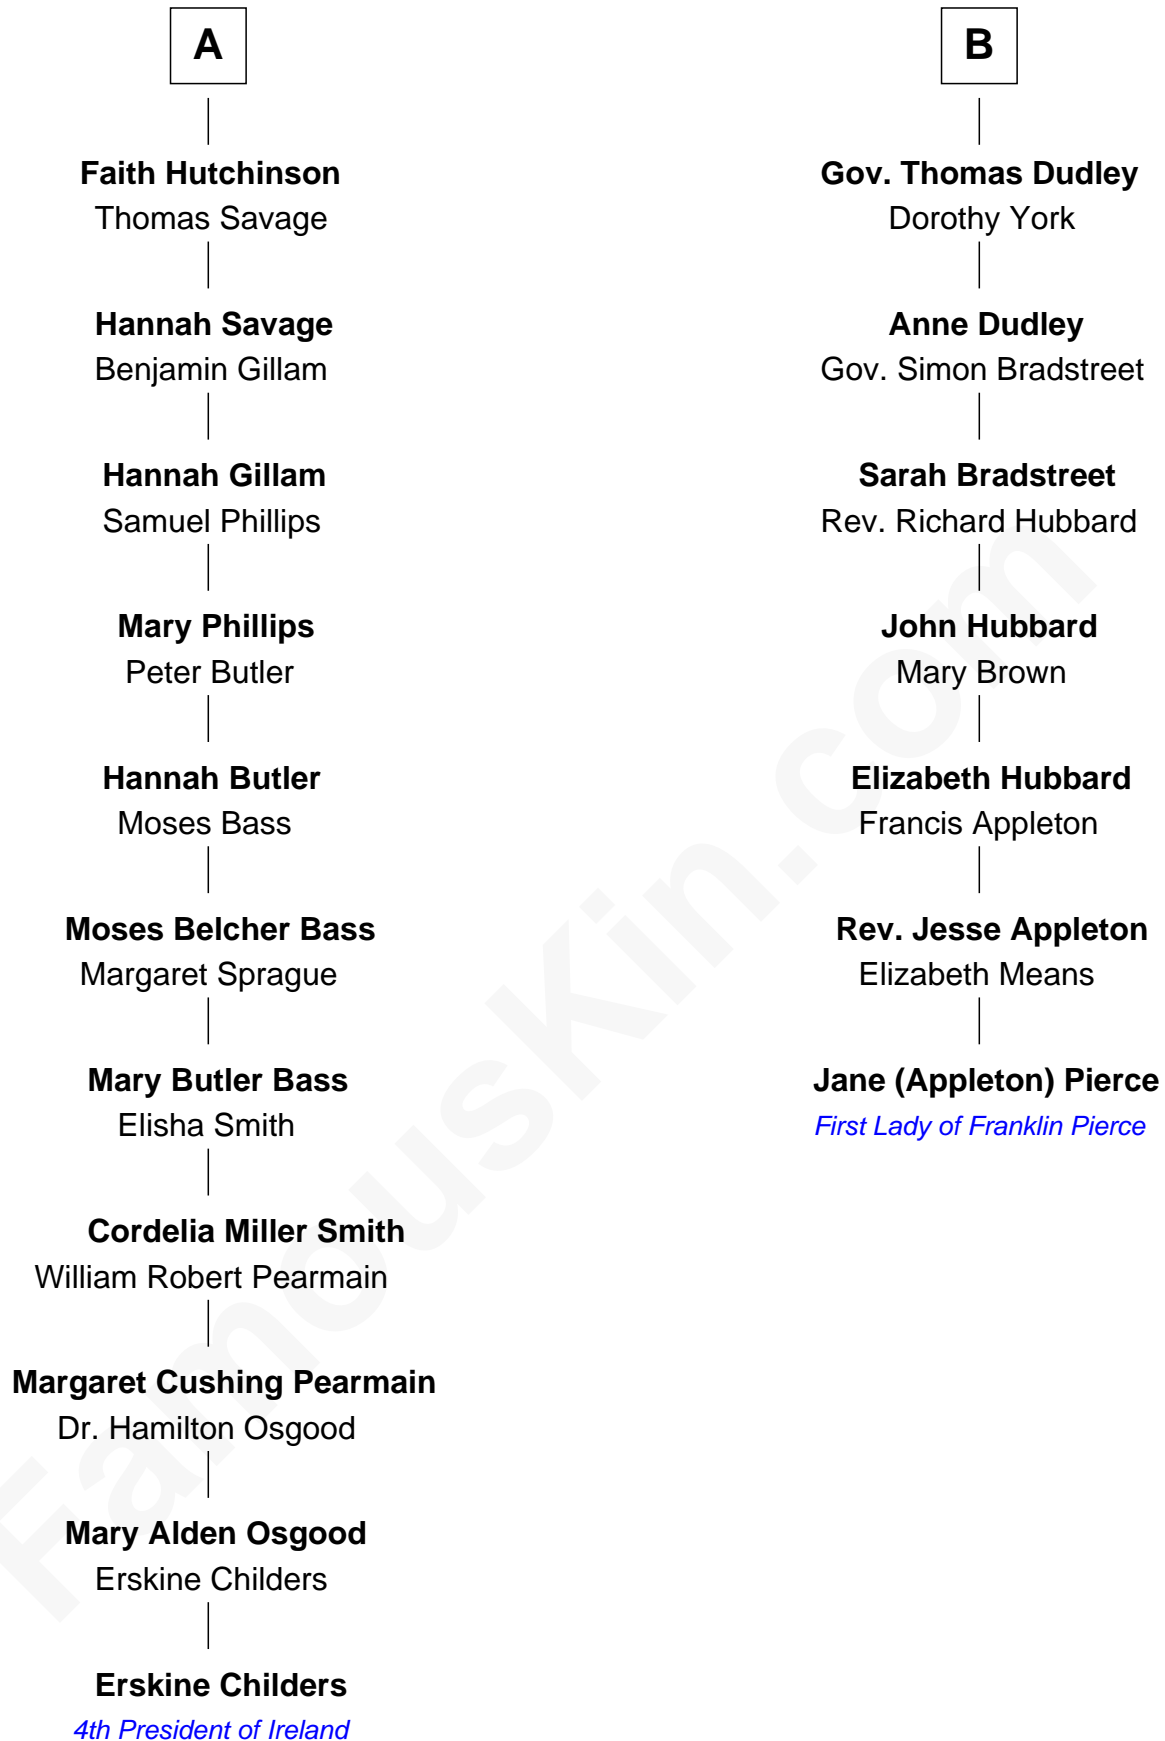 A
Faith Hutchinson
Thomas Savage
Hannah Savage
Benjamin Gillam
Hannah Gillam
Samuel Phillips
Mary Phillips
Peter Butler
Hannah Butler
Moses Bass
Moses Belcher Bass
Margaret Sprague
Mary Butler Bass
Elisha Smith
Cordelia Miller Smith
William Robert Pearmain
Margaret Cushing Pearmain
Dr. Hamilton Osgood
Mary Alden Osgood
Erskine Childers
Erskine Childers
4th President of Ireland
B
Gov. Thomas Dudley
Dorothy York
Anne Dudley
Gov. Simon Bradstreet
Sarah Bradstreet
Rev. Richard Hubbard
John Hubbard
Mary Brown
Elizabeth Hubbard
Francis Appleton
Rev. Jesse Appleton
Elizabeth Means
Jane (Appleton) Pierce
First Lady of Franklin Pierce
FamousKin.com